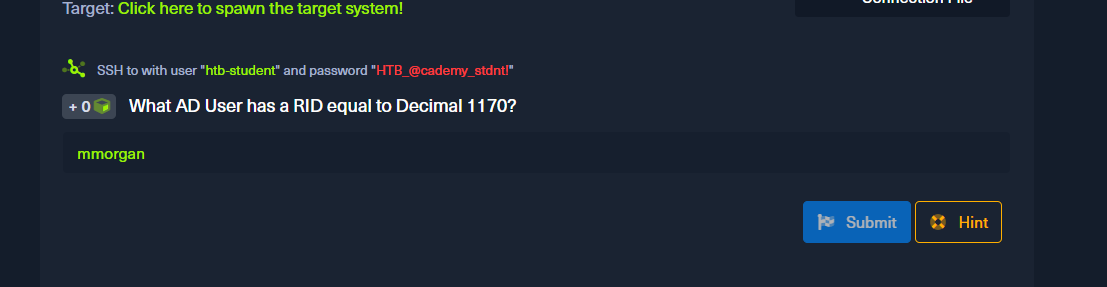 Target: Click here to spawn the target system!
Connection File
SSH to with user "htb-student" and password "HTB_@cademy_stdnt!"
+ 0 What AD User has a RID equal to Decimal 1170?
mmorgan
Submit Hint